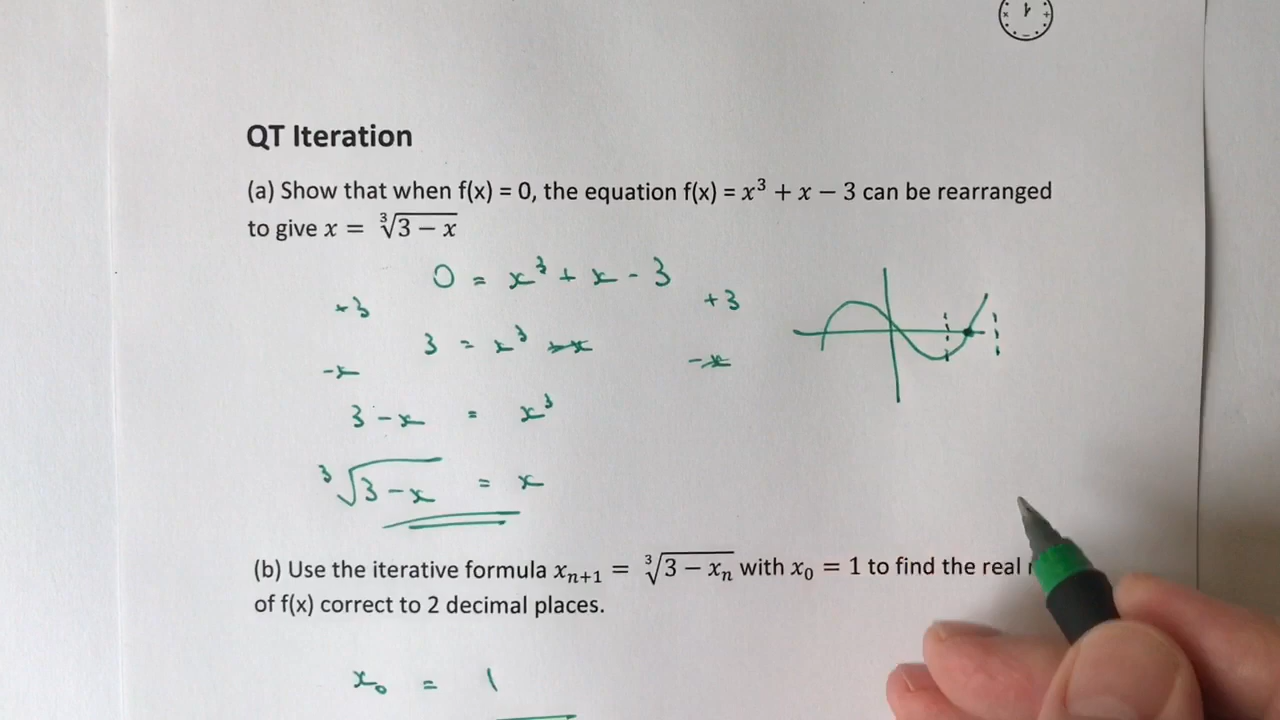 QT Iteration
(a) Show that when f(x) = 0, the equation f(x) = x³ + x − 3 can be rearranged
to give x = ∛3 − x
0 = x³ + x - 3
+3 +3
3 = x³ + x
-x -x
3 - x = x³
³√3 - x = x
(b) Use the iterative formula xₙ₊₁ = ∛3 − xₙ with x₀ = 1 to find the real
of f(x) correct to 2 decimal places.
x₀ = 1